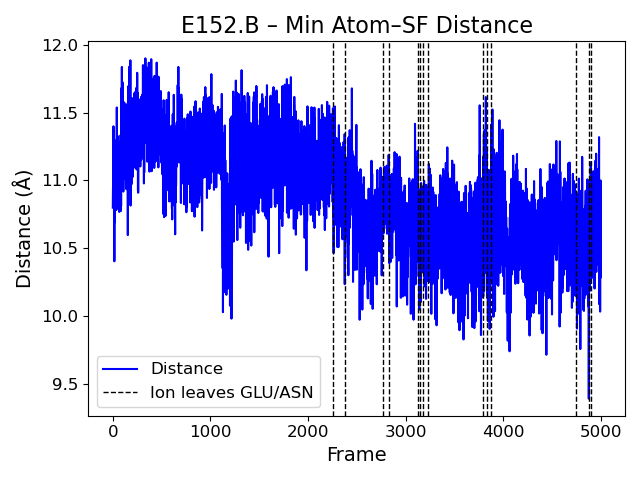 E152.B – Min Atom–SF Distance
Distance (Å)
12.0
11.5
11.0
10.5
10.0
9.5
Distance
Ion leaves GLU/ASN
0 1000 2000 3000 4000 5000
Frame